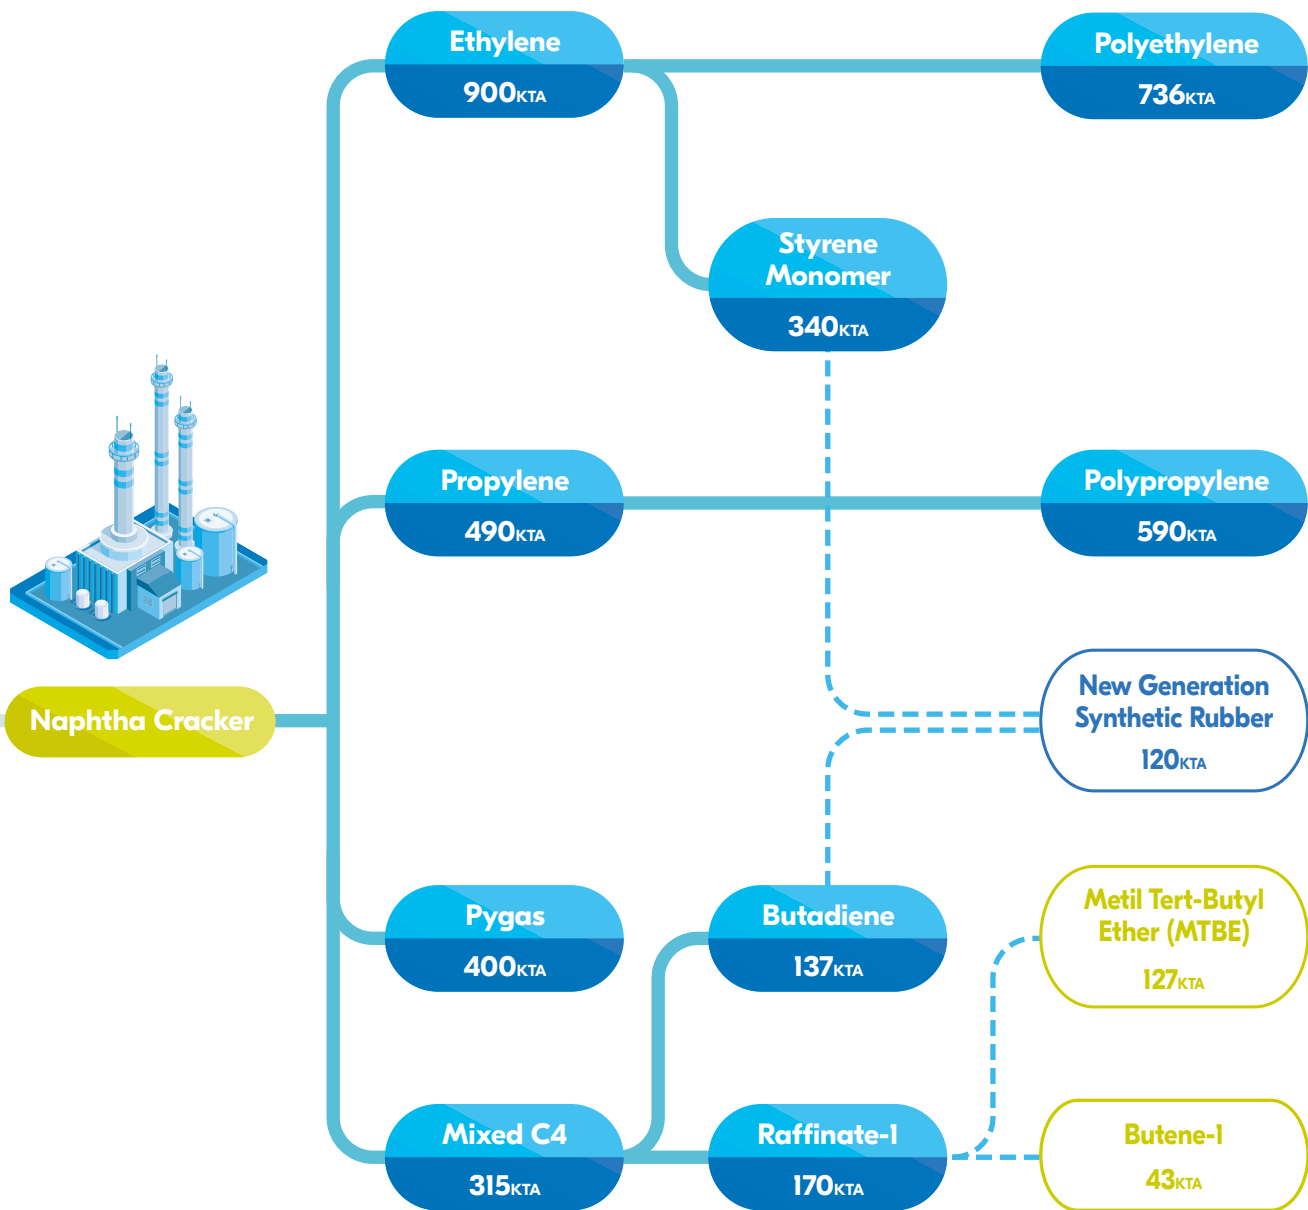 Ethylene
900KTA
Polyethylene
736KTA
Styrene
Monomer
340KTA
Propylene
490KTA
Polypropylene
590KTA
New Generation
Synthetic Rubber
120KTA
Naphtha Cracker
Pygas
400KTA
Butadiene
137KTA
Metil Tert-Butyl
Ether (MTBE)
127KTA
Mixed C4
315KTA
Raffinate-1
170KTA
Butene-1
43KTA